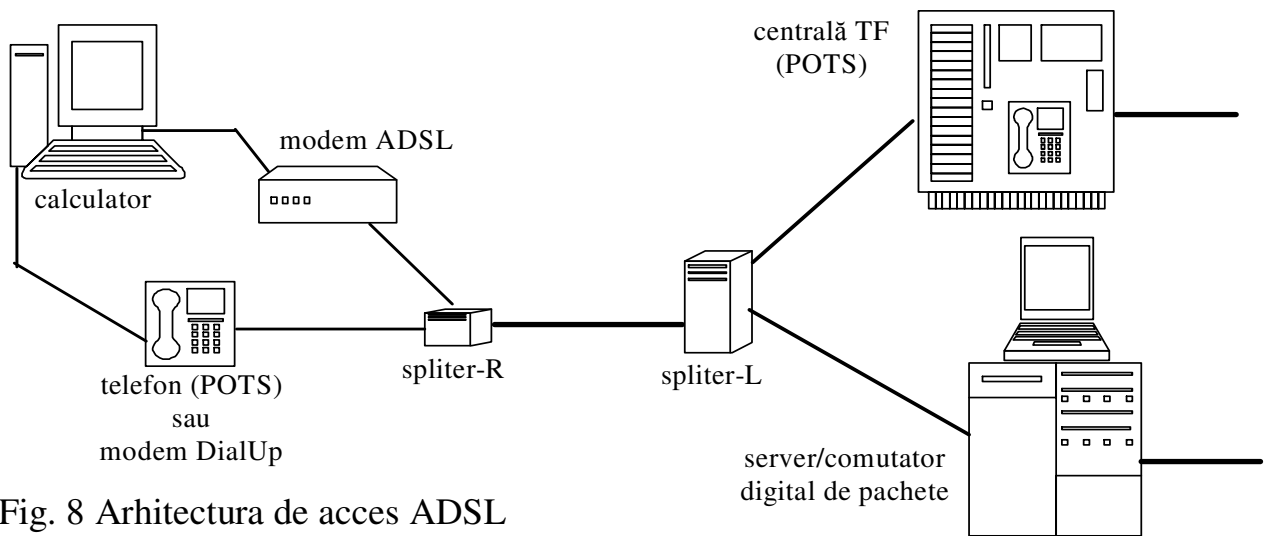 centrală TF
(POTS)
modem ADSL
calculator
telefon (POTS)
sau
modem DialUp
spliter-R
spliter-L
server/comutator
digital de pachete
Fig. 8 Arhitectura de acces ADSL